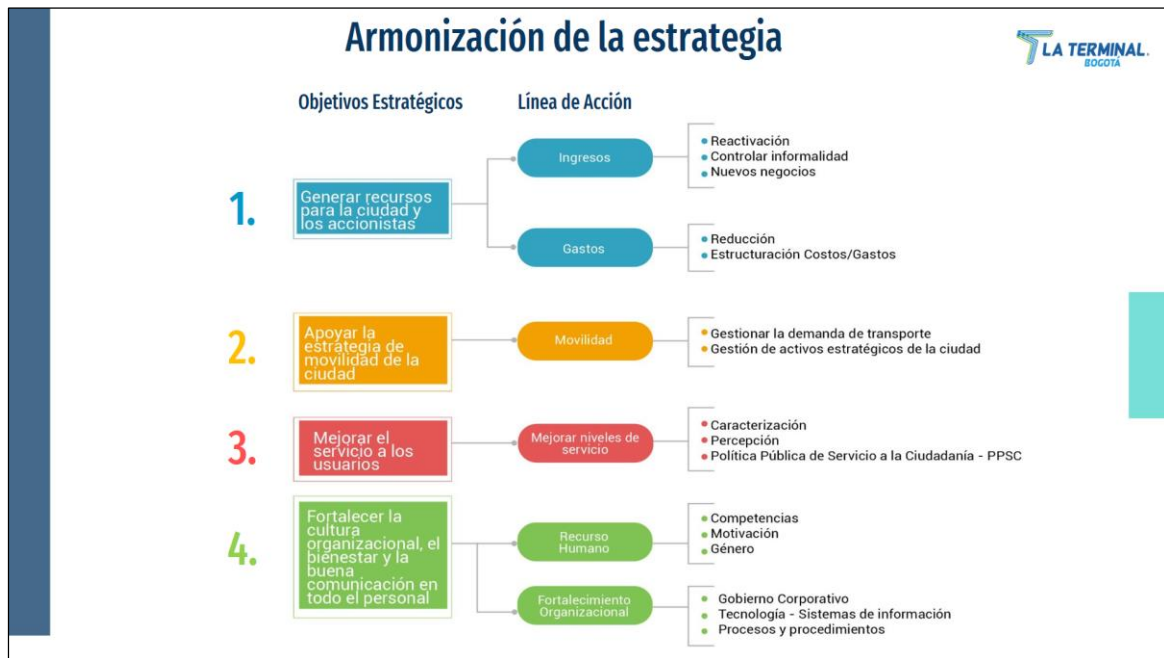 Armonización de la estrategia
LA TERMINAL.
BOGOTÁ
Objetivos Estratégicos
Línea de Acción
1.
Generar recursos
para la ciudad y
los accionistas
Ingresos
Reactivación
Controlar informalidad
Nuevos negocios
Gastos
Reducción
Estructuración Costos/Gastos
2.
Apoyar la
estrategia de
movilidad de la
ciudad
Movilidad
Gestionar la demanda de transporte
Gestión de activos estratégicos de la ciudad
3.
Mejorar el
servicio a los
usuarios
Mejorar niveles de
servicio
Caracterización
Percepción
Política Pública de Servicio a la Ciudadanía - PPSC
4.
Fortalecer la
cultura
organizacional, el
bienestar y la
buena
comunicación en
todo el personal
Recurso
Humano
Competencias
Motivación
Género
Fortalecimiento
Organizacional
Gobierno Corporativo
Tecnología - Sistemas de información
Procesos y procedimientos